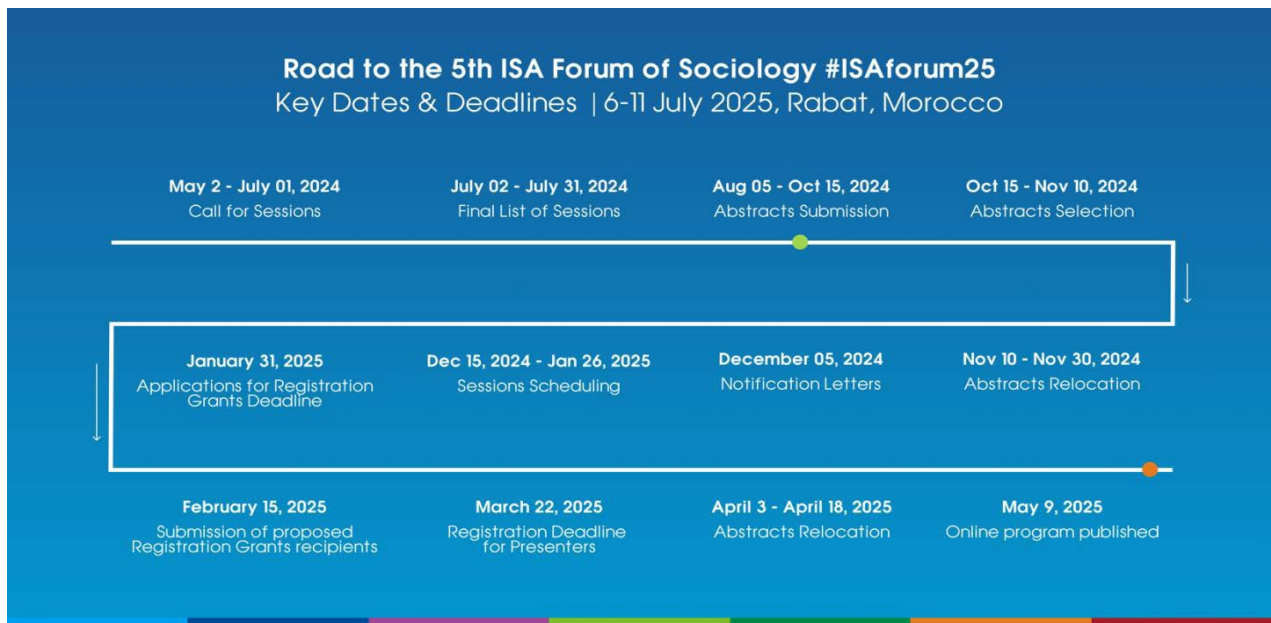 Road to the 5th ISA Forum of Sociology #ISAforum25
Key Dates & Deadlines | 6-11 July 2025, Rabat, Morocco
May 2 - July 01, 2024
Call for Sessions
July 02 - July 31, 2024
Final List of Sessions
Aug 05 - Oct 15, 2024
Abstracts Submission
Oct 15 - Nov 10, 2024
Abstracts Selection
January 31, 2025
Applications for Registration
Grants Deadline
Dec 15, 2024 - Jan 26, 2025
Sessions Scheduling
December 05, 2024
Notification Letters
Nov 10 - Nov 30, 2024
Abstracts Relocation
February 15, 2025
Submission of proposed
Registration Grants recipients
March 22, 2025
Registration Deadline
for Presenters
April 3 - April 18, 2025
Abstracts Relocation
May 9, 2025
Online program published